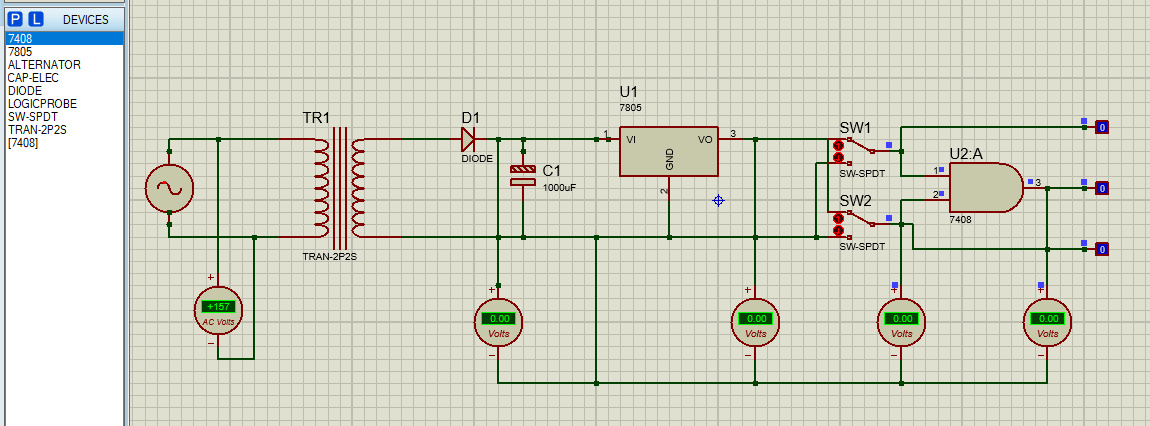 P L DEVICES
7408
7805
ALTERNATOR
CAP-ELEC
DIODE
LOGICPROBE
SW-SPDT
TRAN-2P2S
[7408]
TR1
TRAN-2P2S
+
+157
AC Volts
−
D1
DIODE
C1
1000uF
U1
7805
1
VI
VO
3
GND
2
SW1
SW-SPDT
SW2
SW-SPDT
U2:A
1
2
3
7408
0
0
0
+
0.00
Volts
−
+
0.00
Volts
−
+
0.00
Volts
−
+
0.00
Volts
−